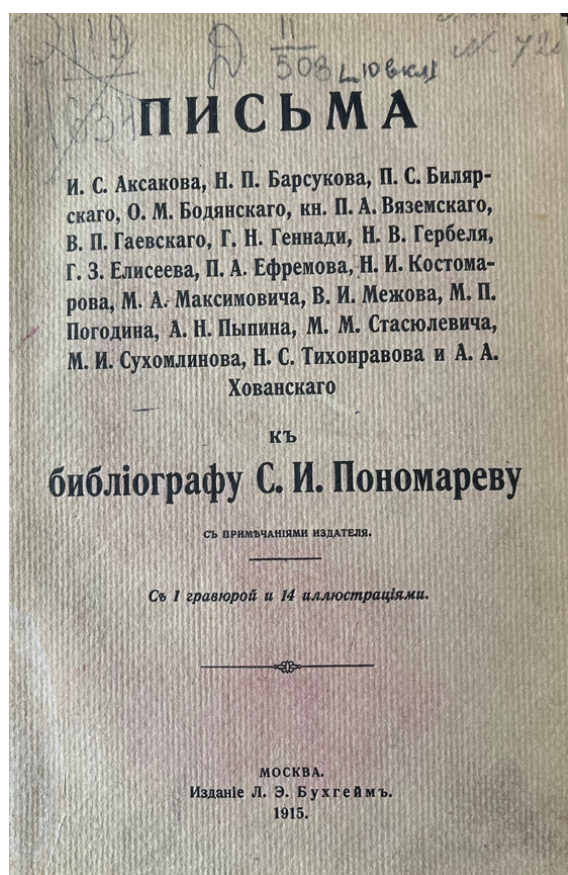 Д 11
508
ПИСЬМА
И. С. Аксакова, Н. П. Барсукова, П. С. Биляр-
скаго, О. М. Бодянскаго, кн. П. А. Вяземскаго,
В. П. Гаевскаго, Г. Н. Геннади, Н. В. Гербеля,
Г. З. Елисеева, П. А. Ефремова, Н. И. Костома-
рова, М. А. Максимовича, В. И. Межова, М. П.
Погодина, А. Н. Пыпина, М. М. Стасюлевича,
М. И. Сухомлинова, Н. С. Тихонравова и А. А.
Хованскаго
къ
библіографу С. И. Пономареву
СЪ ПРИМѢЧАНІЯМИ ИЗДАТЕЛЯ.
Съ 1 гравюрой и 14 иллюстраціями.
МОСКВА.
Изданіе Л. Э. Бухгеймъ.
1915.